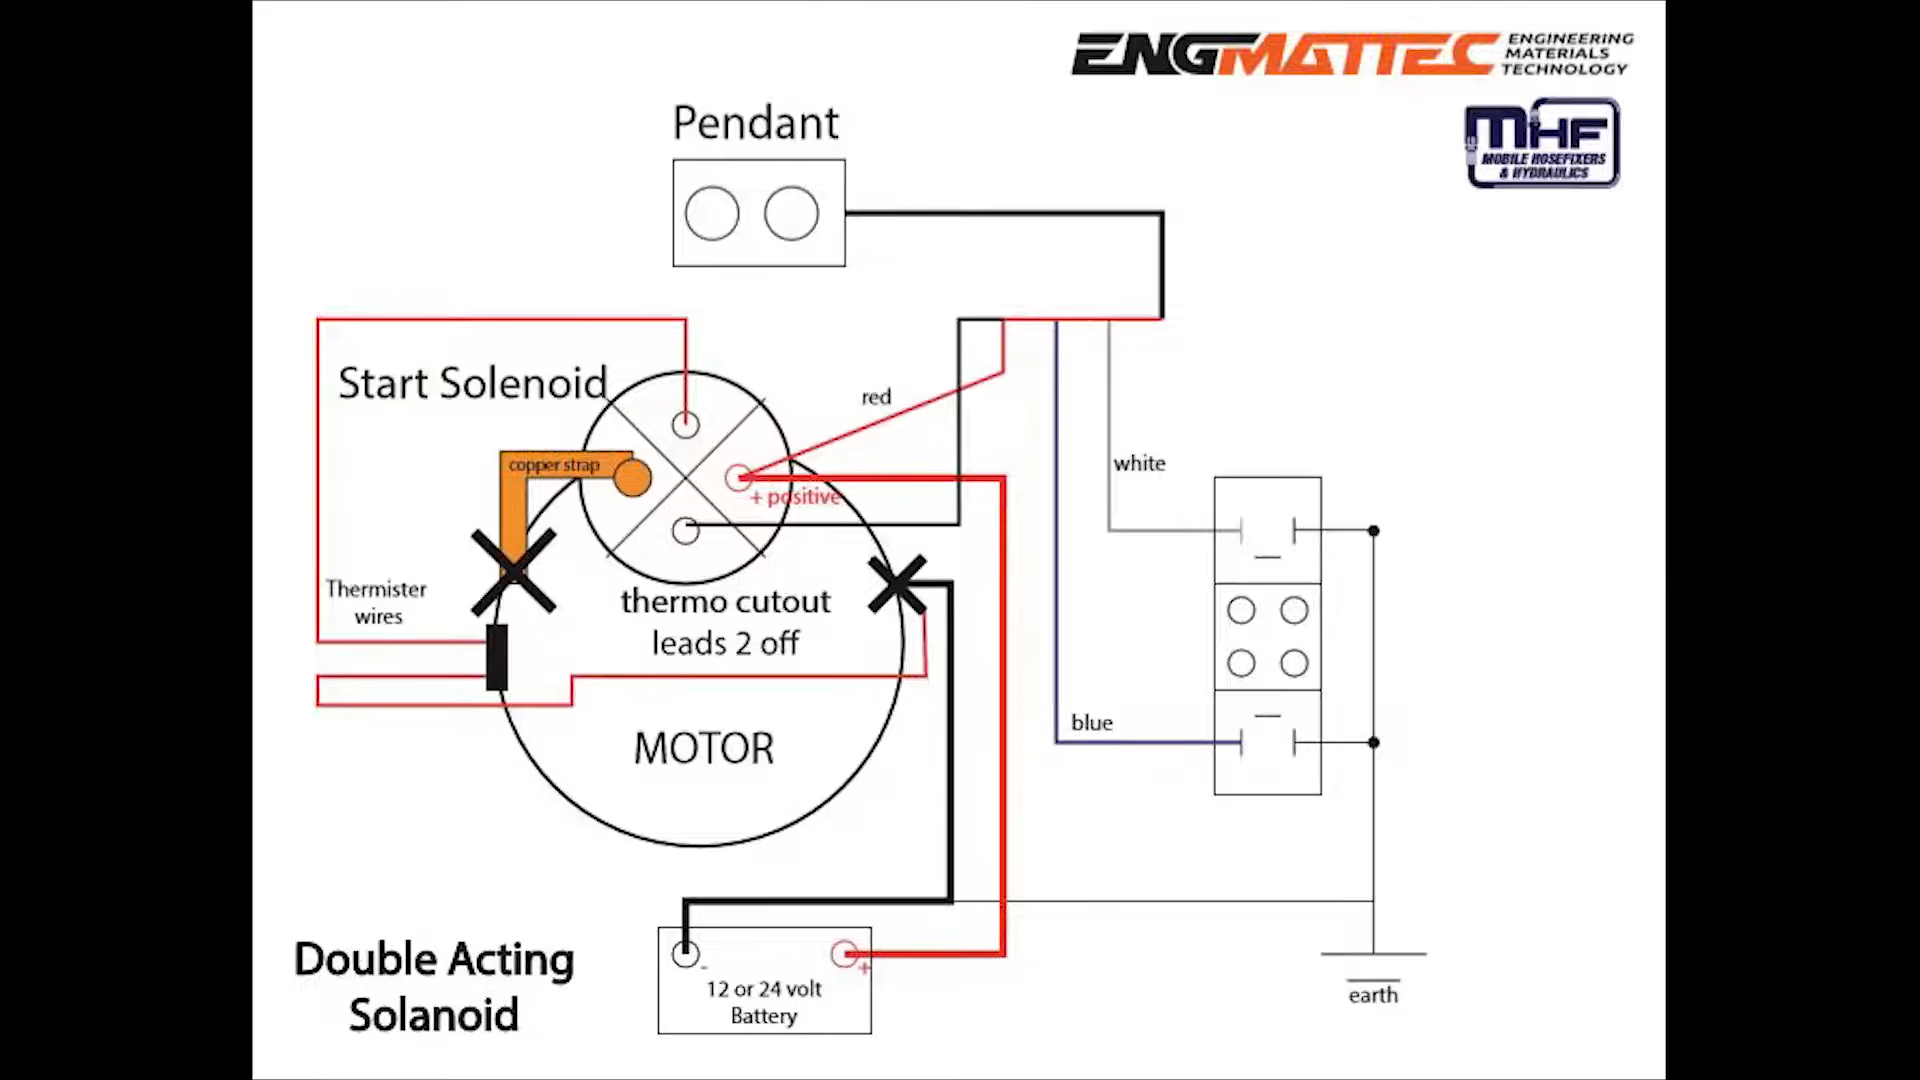 ENGMATTEC ENGINEERING
MATERIALS
TECHNOLOGY
MHF
MOBILE HOSEFIXERS
& HYDRAULICS
Pendant
Start Solenoid
red
copper strap
white
+ positive
Thermister
wires
thermo cutout
leads 2 off
blue
MOTOR
Double Acting
Solanoid
- +
12 or 24 volt
Battery
earth